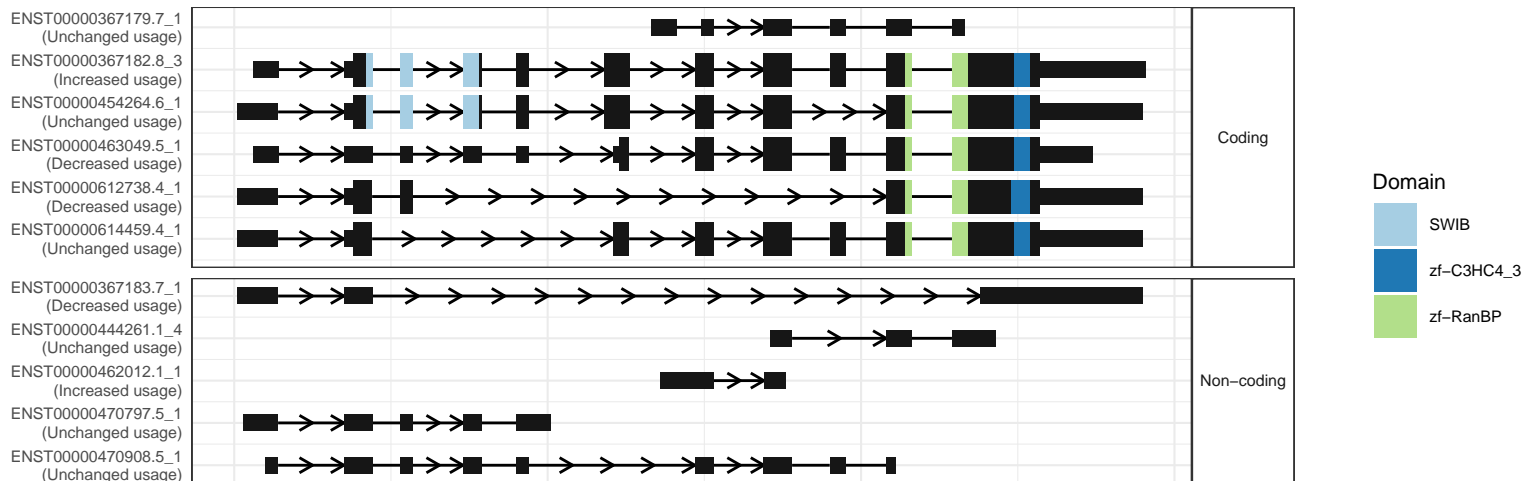 ENST00000367179.7_1
(Unchanged usage)
ENST00000367182.8_3
(Increased usage)
ENST00000454264.6_1
(Unchanged usage)
ENST00000463049.5_1
(Decreased usage)
ENST00000612738.4_1
(Decreased usage)
ENST00000614459.4_1
(Unchanged usage)
Coding
ENST00000367183.7_1
(Decreased usage)
ENST00000444261.1_4
(Unchanged usage)
ENST00000462012.1_1
(Increased usage)
ENST00000470797.5_1
(Unchanged usage)
ENST00000470908.5_1
(Unchanged usage)
Non−coding
Domain
SWIB
zf−C3HC4_3
zf−RanBP